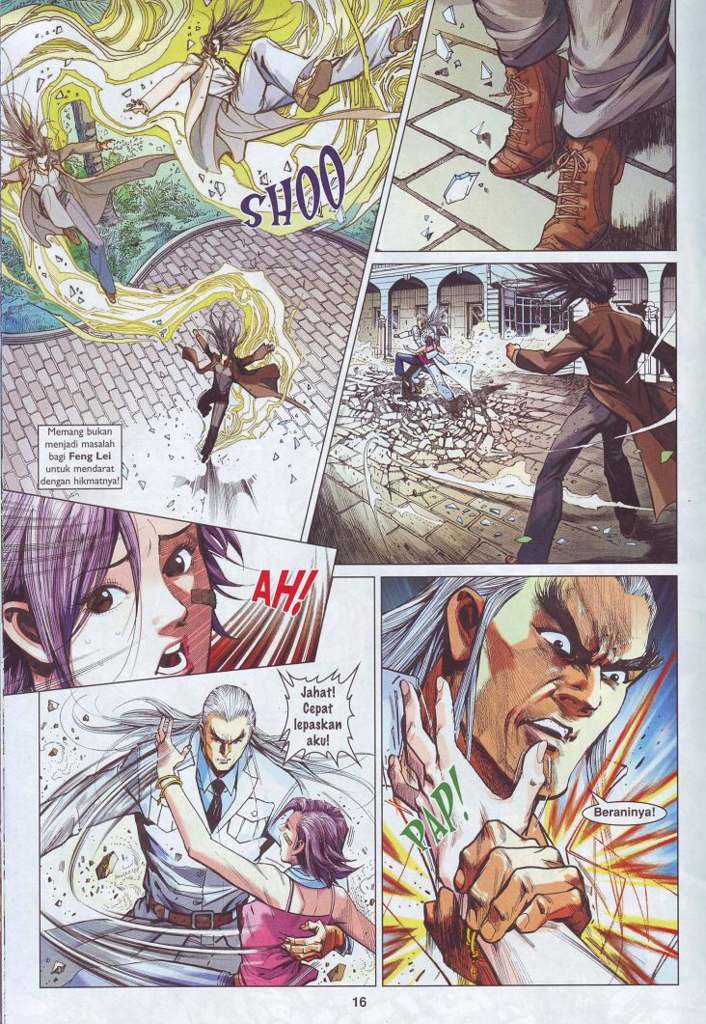 SHOO
Memang bukan
menjadi masalah
bagi Feng Lei
untuk mendarat
dengan hikmatnya!
AH!
Jahat!
Cepat
lepaskan
aku!
PAP!
Beraninya!
16